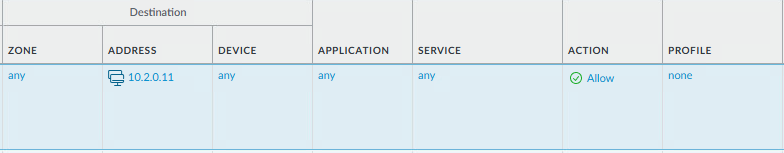 Destination
ZONE ADDRESS DEVICE APPLICATION SERVICE ACTION PROFILE
any 10.2.0.11 any any any Allow none